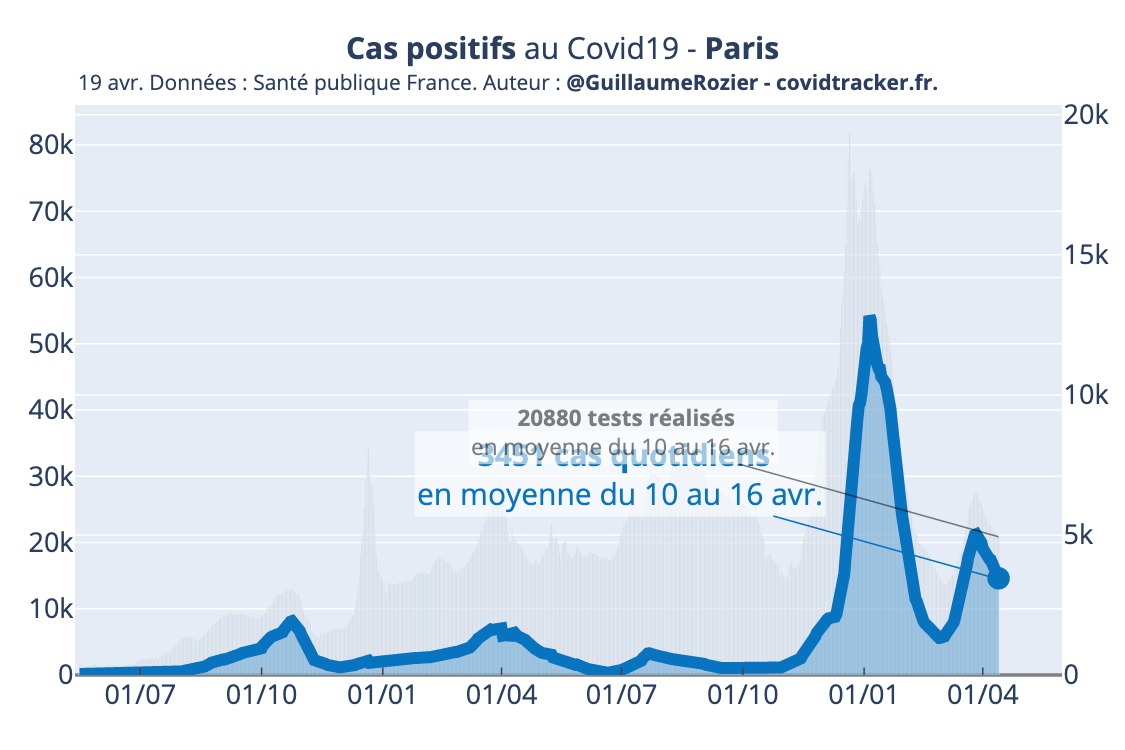 Cas positifs au Covid19 - Paris
19 avr. Données : Santé publique France. Auteur : @GuillaumeRozier - covidtracker.fr.
20k
80k
70k
15k
60k
50k
10k
40k
20880 tests réalisés
en moyenne du 10 au 16 avr.
3451 cas quotidiens
en moyenne du 10 au 16 avr.
30k
5k
20k
10k
0
0
01/07 01/10 01/01 01/04 01/07 01/10 01/01 01/04